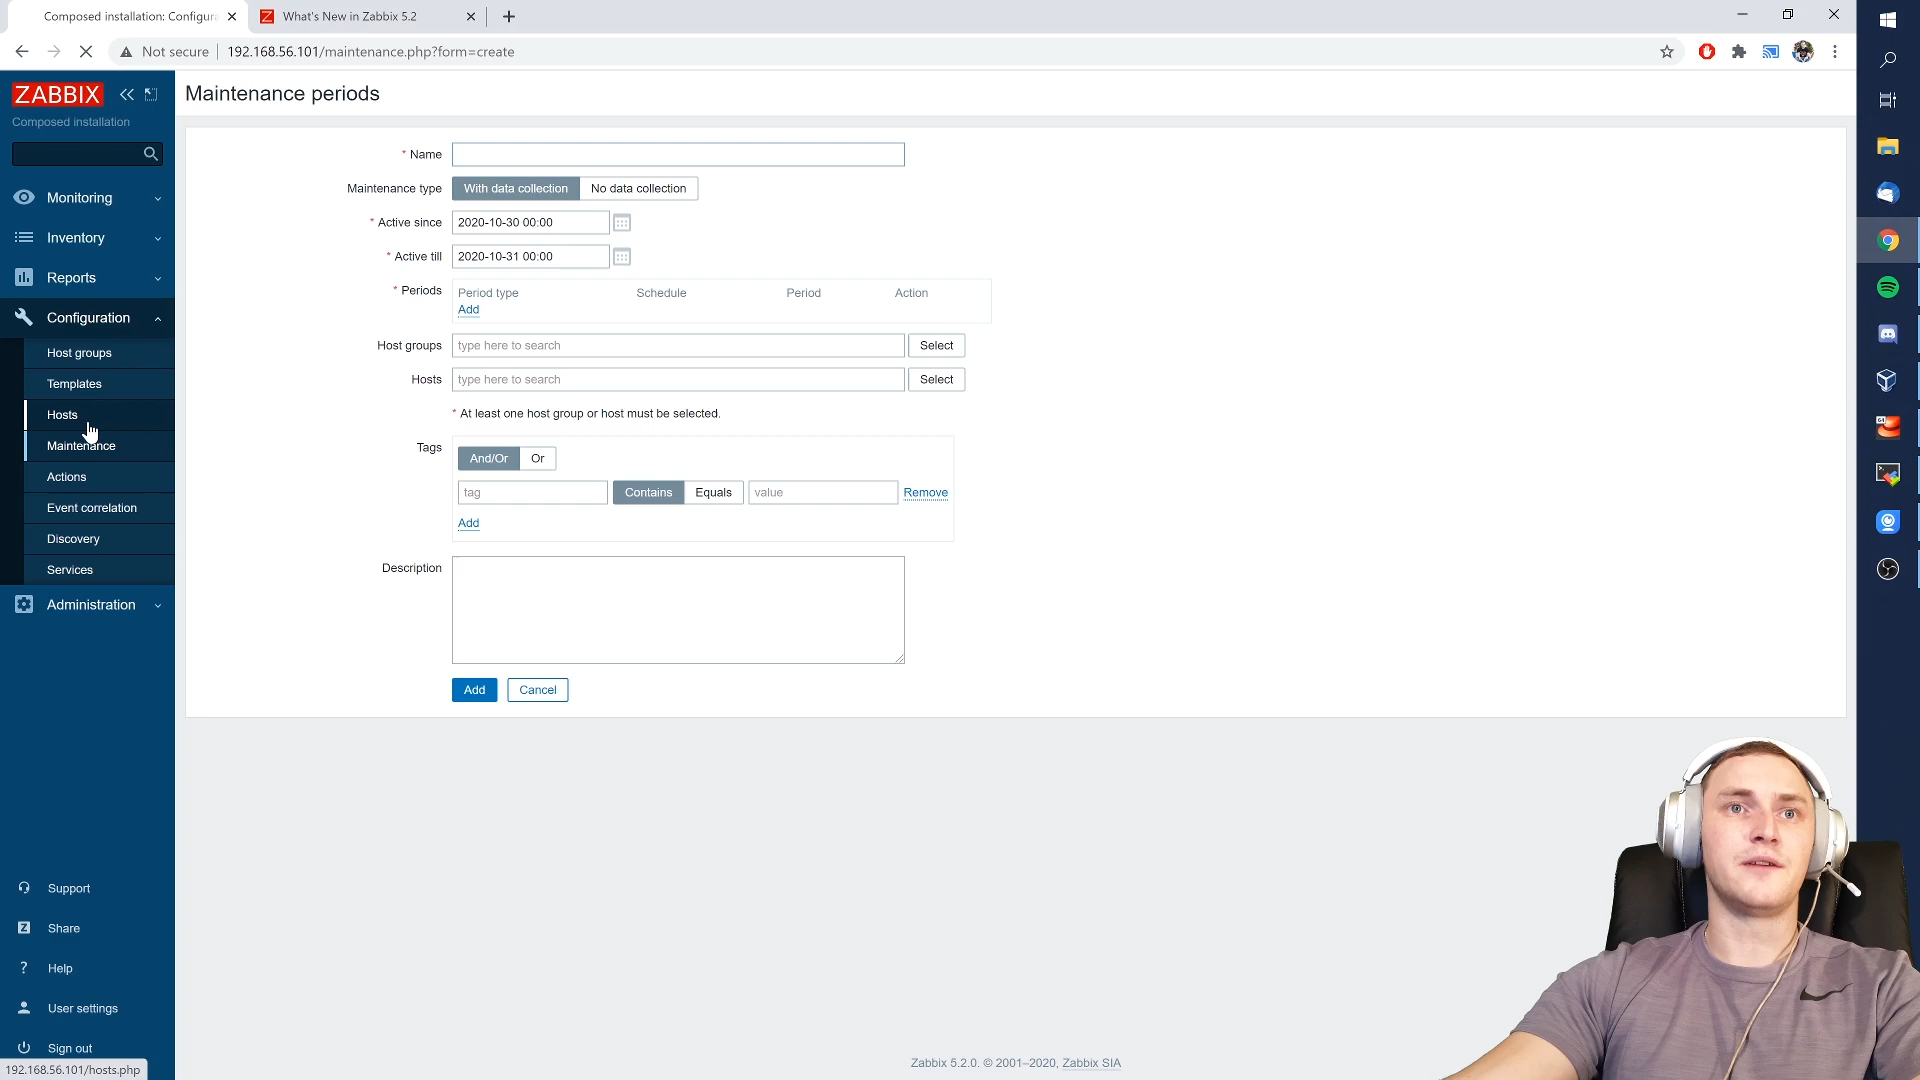 Composed installation: Configura
What's New in Zabbix 5.2
Not secure
192.168.56.101/maintenance.php?form=create
ZABBIX
Composed installation
Monitoring
Inventory
Reports
Configuration
Host groups
Templates
Hosts
Maintenance
Actions
Event correlation
Discovery
Services
Administration
Support
Share
Help
User settings
Sign out
192.168.56.101/hosts.php
Maintenance periods
* Name
Maintenance type With data collection No data collection
* Active since 2020-10-30 00:00
* Active till 2020-10-31 00:00
* Periods Period type Schedule Period Action
Add
Host groups type here to search Select
Hosts type here to search Select
* At least one host group or host must be selected.
Tags And/Or Or
tag Contains Equals value Remove
Add
Description
Add Cancel
Zabbix 5.2.0. © 2001–2020, Zabbix SIA